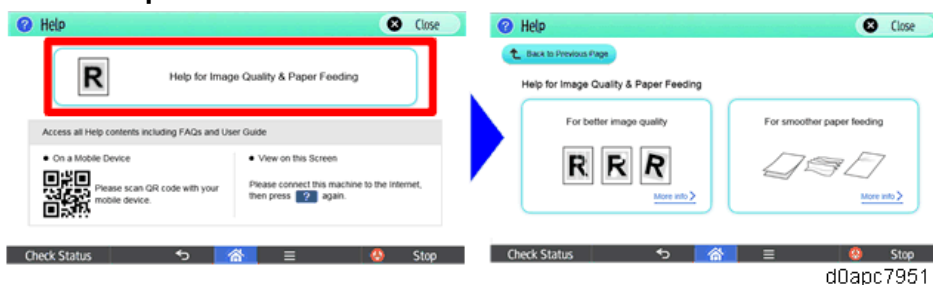 ? Help
Close
R
Help for Image Quality & Paper Feeding
Access all Help contents including FAQs and User Guide
● On a Mobile Device
Please scan QR code with your
mobile device.
● View on this Screen
Please connect this machine to the Internet,
then press ? again.
Check Status
Stop
? Help
Close
Back to Previous Page
Help for Image Quality & Paper Feeding
For better image quality
R R R
More info >
For smoother paper feeding
More info >
Check Status
Stop
d0apc7951